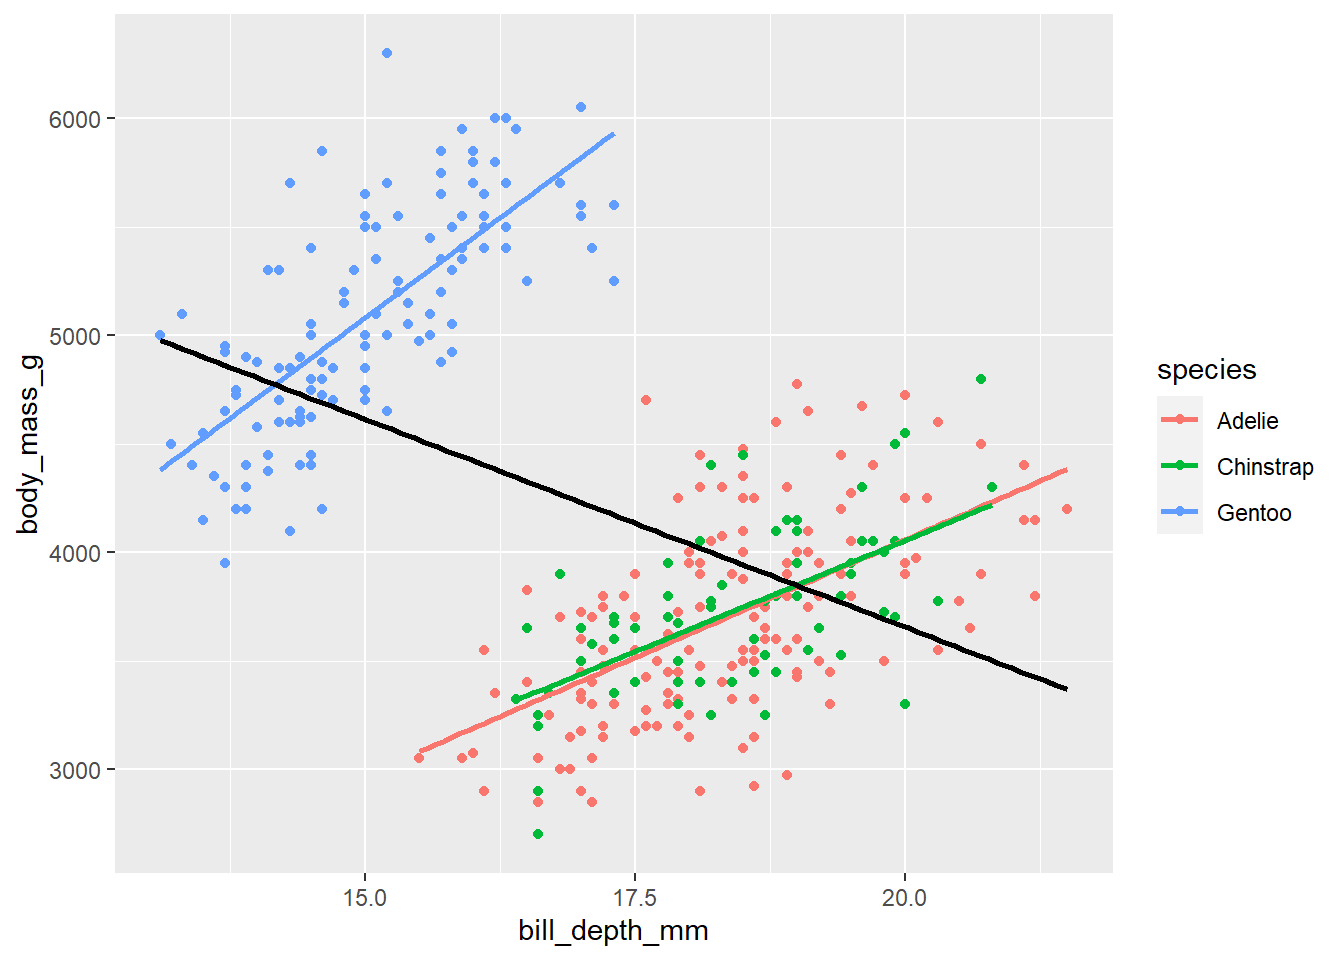 6000
5000
4000
3000
body_mass_g
15.0
17.5
20.0
bill_depth_mm
species
Adelie
Chinstrap
Gentoo